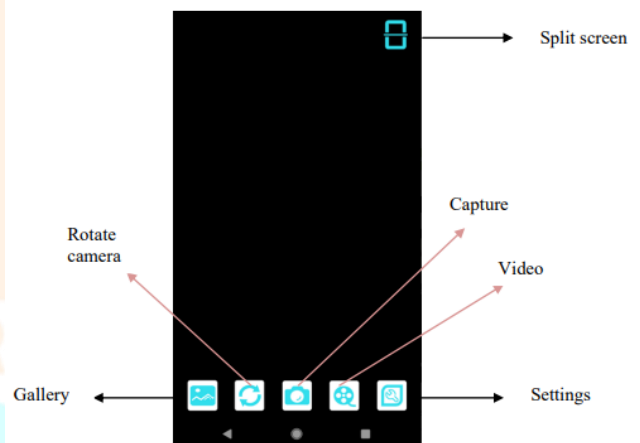 Split screen
Capture
Rotate
camera
Video
Gallery
Settings